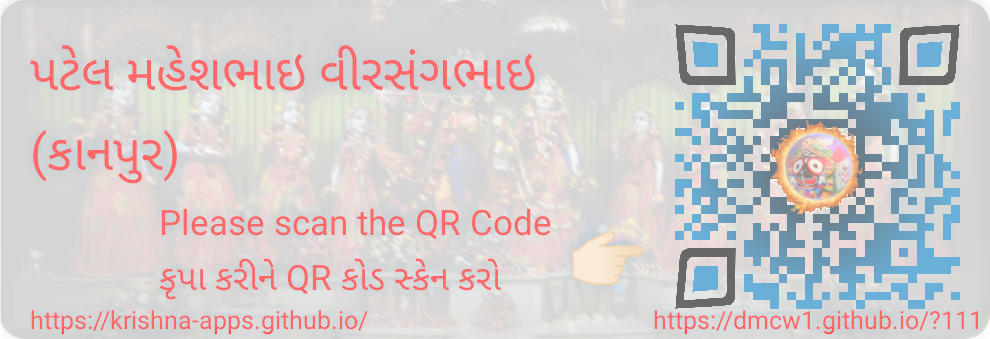 પટેલ મહેશભાઇ વીરસંગભાઇ
(કાનપુર)
Please scan the QR Code
કૃપા કરીને QR કોડ સ્કેન કરો
https://krishna-apps.github.io/
https://dmcw1.github.io/?111